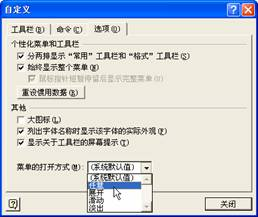 自定义
工具栏(B) 命令(C) 选项(O)
个性化菜单和工具栏
分两排显示“常用”工具栏和“格式”工具栏(S)
始终显示整个菜单(N)
鼠标指针短暂停留后显示完整菜单(U)
重设惯用数据(R)
其他
大图标(L)
列出字体名称时显示该字体的实际外观(F)
显示关于工具栏的屏幕提示(T)
菜单的打开方式(M): (系统默认值)
(系统默认值)
任意
展开
滑动
淡出
关闭